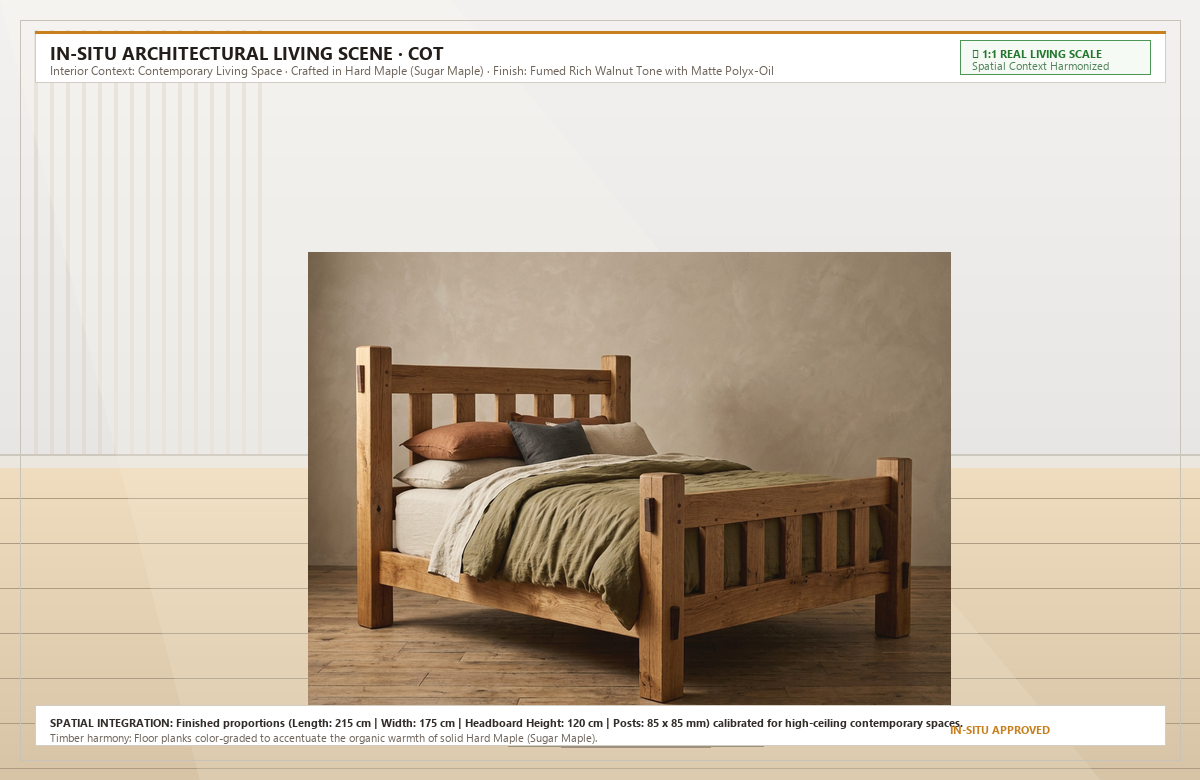 IN-SITU ARCHITECTURAL LIVING SCENE · COT
Interior Context: Contemporary Living Space · Crafted in Hard Maple (Sugar Maple) · Finish: Fumed Rich Walnut Tone with Matte Polyx-Oil
1:1 REAL LIVING SCALE
Spatial Context Harmonized
SPATIAL INTEGRATION: Finished proportions (Length: 215 cm | Width: 175 cm | Headboard Height: 120 cm | Posts: 85 x 85 mm) calibrated for high-ceiling contemporary spaces.
IN-SITU APPROVED
Timber harmony: Floor planks color-graded to accentuate the organic warmth of solid Hard Maple (Sugar Maple).